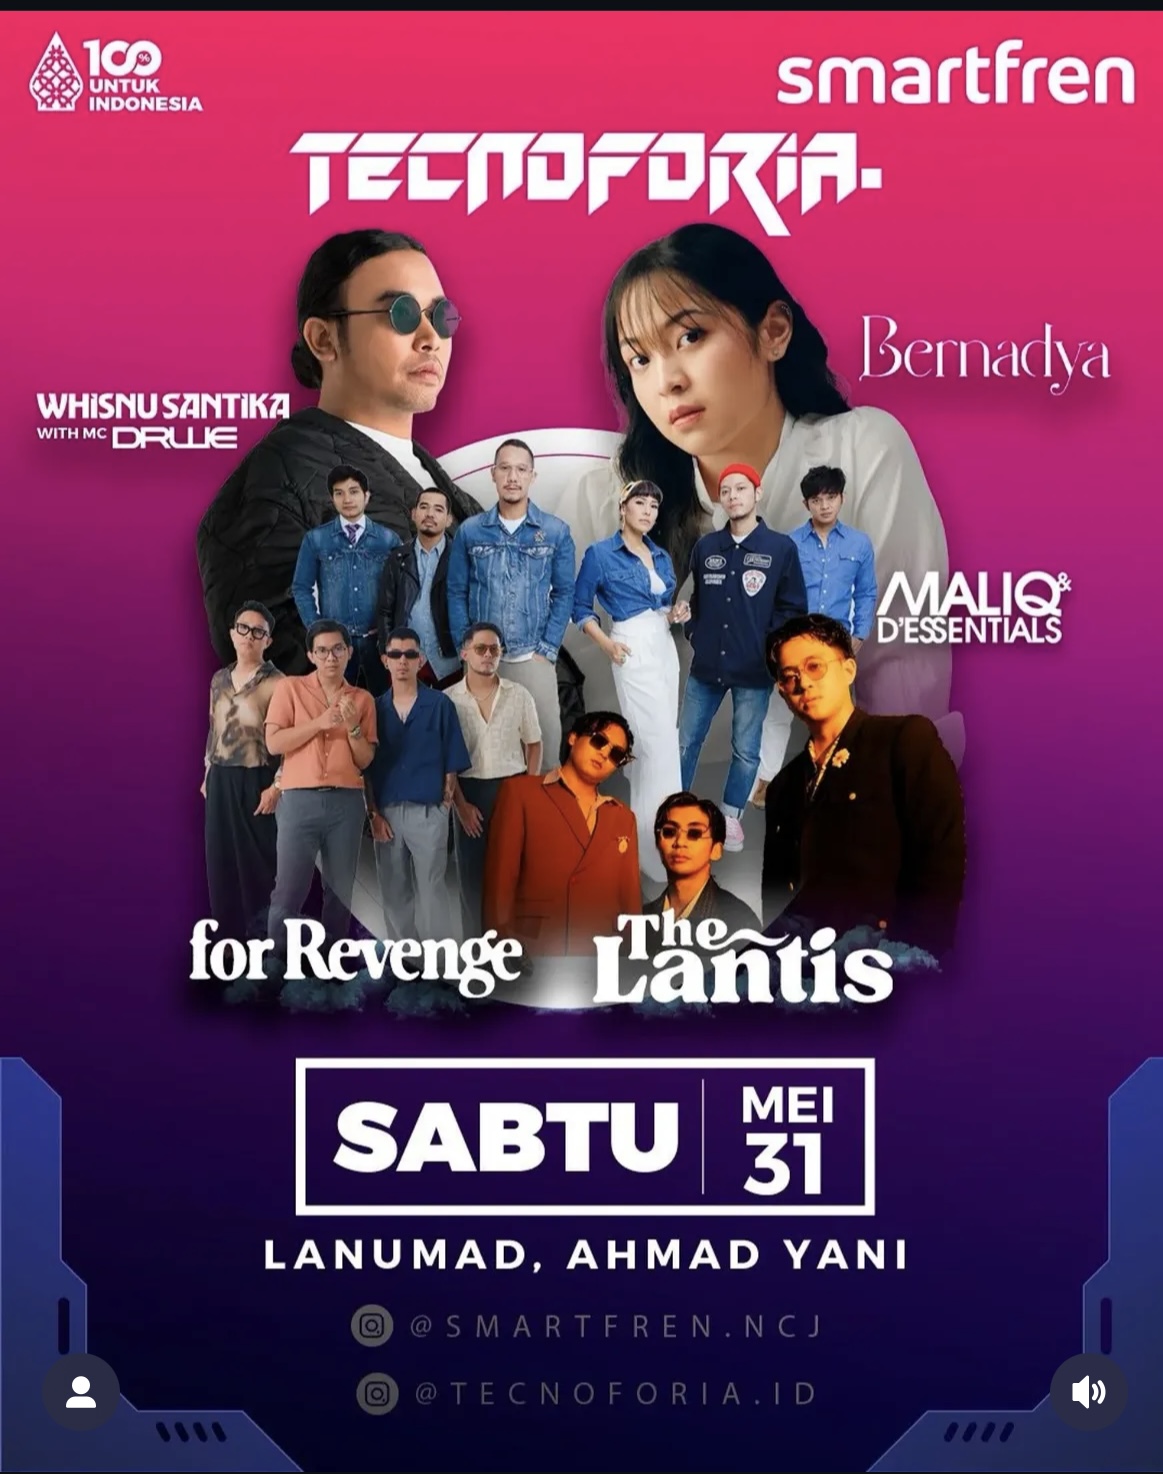 100%
UNTUK
INDONESIA
smartfren
TECNOFORIA.
Bernadya
WHISNU SANTIKA
WITH MC DRWE
MALIQ &
D'ESSENTIALS
for Revenge
The
Lantis
SABTU
MEI
31
LANUMAD, AHMAD YANI
@SMARTFREN.NCJ
@TECNOFORIA.ID